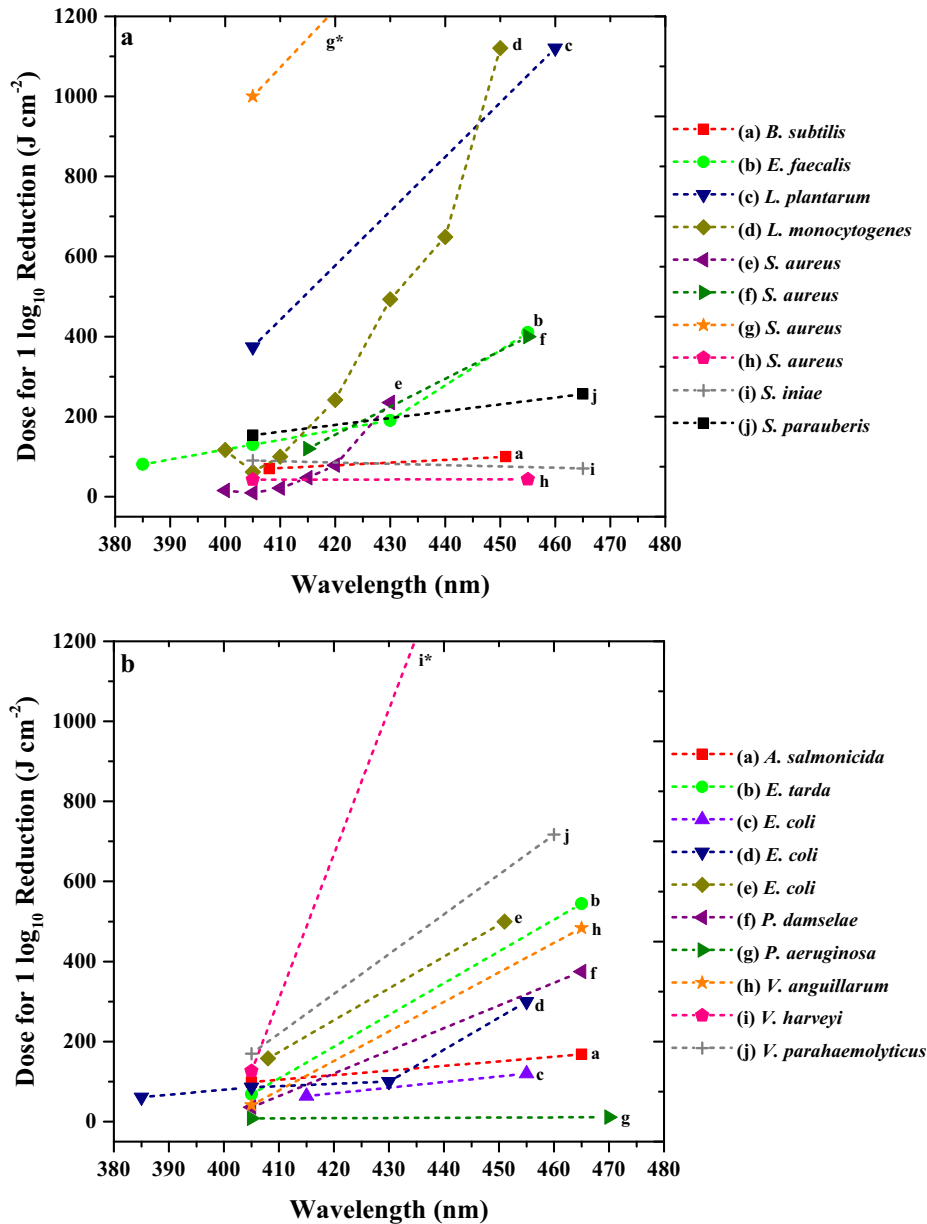 a
g*
d
c
b
f
e
j
a
i
h
1200
1000
800
600
400
200
0
Dose for 1 log10 Reduction (J cm-2)
380 390 400 410 420 430 440 450 460 470 480
Wavelength (nm)
(a) B. subtilis
(b) E. faecalis
(c) L. plantarum
(d) L. monocytogenes
(e) S. aureus
(f) S. aureus
(g) S. aureus
(h) S. aureus
(i) S. iniae
(j) S. parauberis
b
i*
j
b
e
h
f
d
a
c
g
1200
1000
800
600
400
200
0
Dose for 1 log10 Reduction (J cm-2)
380 390 400 410 420 430 440 450 460 470 480
Wavelength (nm)
(a) A. salmonicida
(b) E. tarda
(c) E. coli
(d) E. coli
(e) E. coli
(f) P. damselae
(g) P. aeruginosa
(h) V. anguillarum
(i) V. harveyi
(j) V. parahaemolyticus